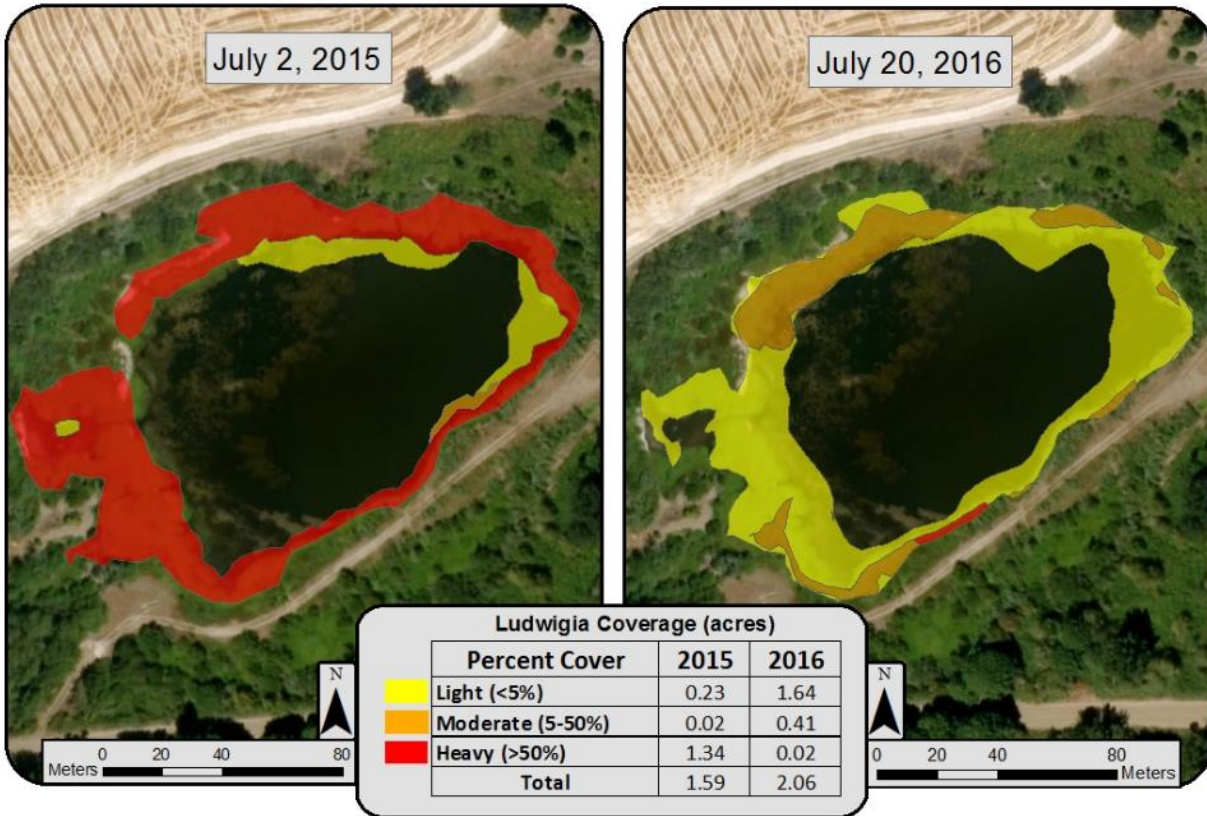 July 2, 2015
July 20, 2016
Ludwigia Coverage (acres)
Percent Cover 2015 2016
Light (<5%) 0.23 1.64
Moderate (5-50%) 0.02 0.41
Heavy (>50%) 1.34 0.02
Total 1.59 2.06
N
0 20 40 80
Meters
N
0 20 40 80
Meters